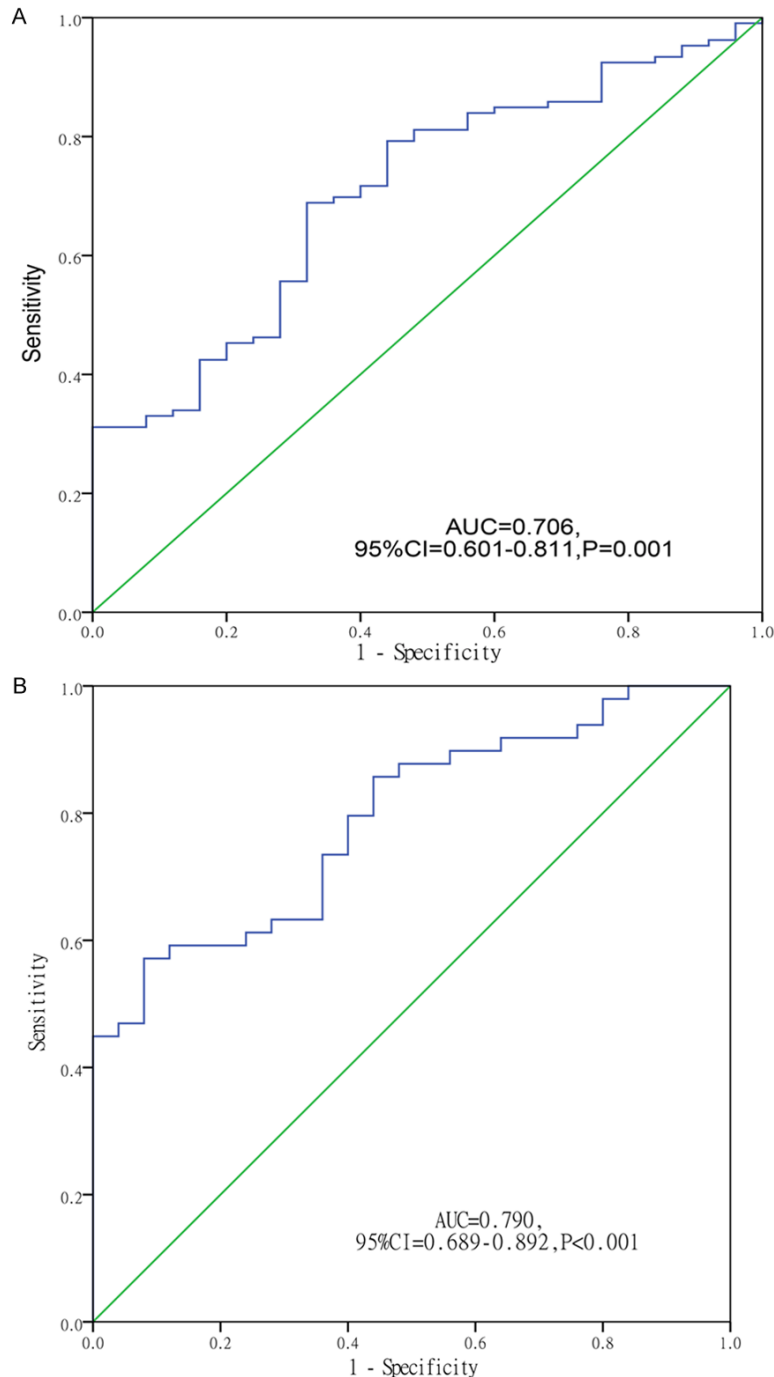 A
1.0
0.8
0.6
Sensitivity
0.4
0.2
AUC=0.706,
95%CI=0.601-0.811,P=0.001
0.0
0.0 0.2 0.4 0.6 0.8 1.0
1 - Specificity
B
1.0
0.8
0.6
Sensitivity
0.4
0.2
AUC=0.790,
95%CI=0.689-0.892,P<0.001
0.0
0.0 0.2 0.4 0.6 0.8 1.0
1 - Specificity